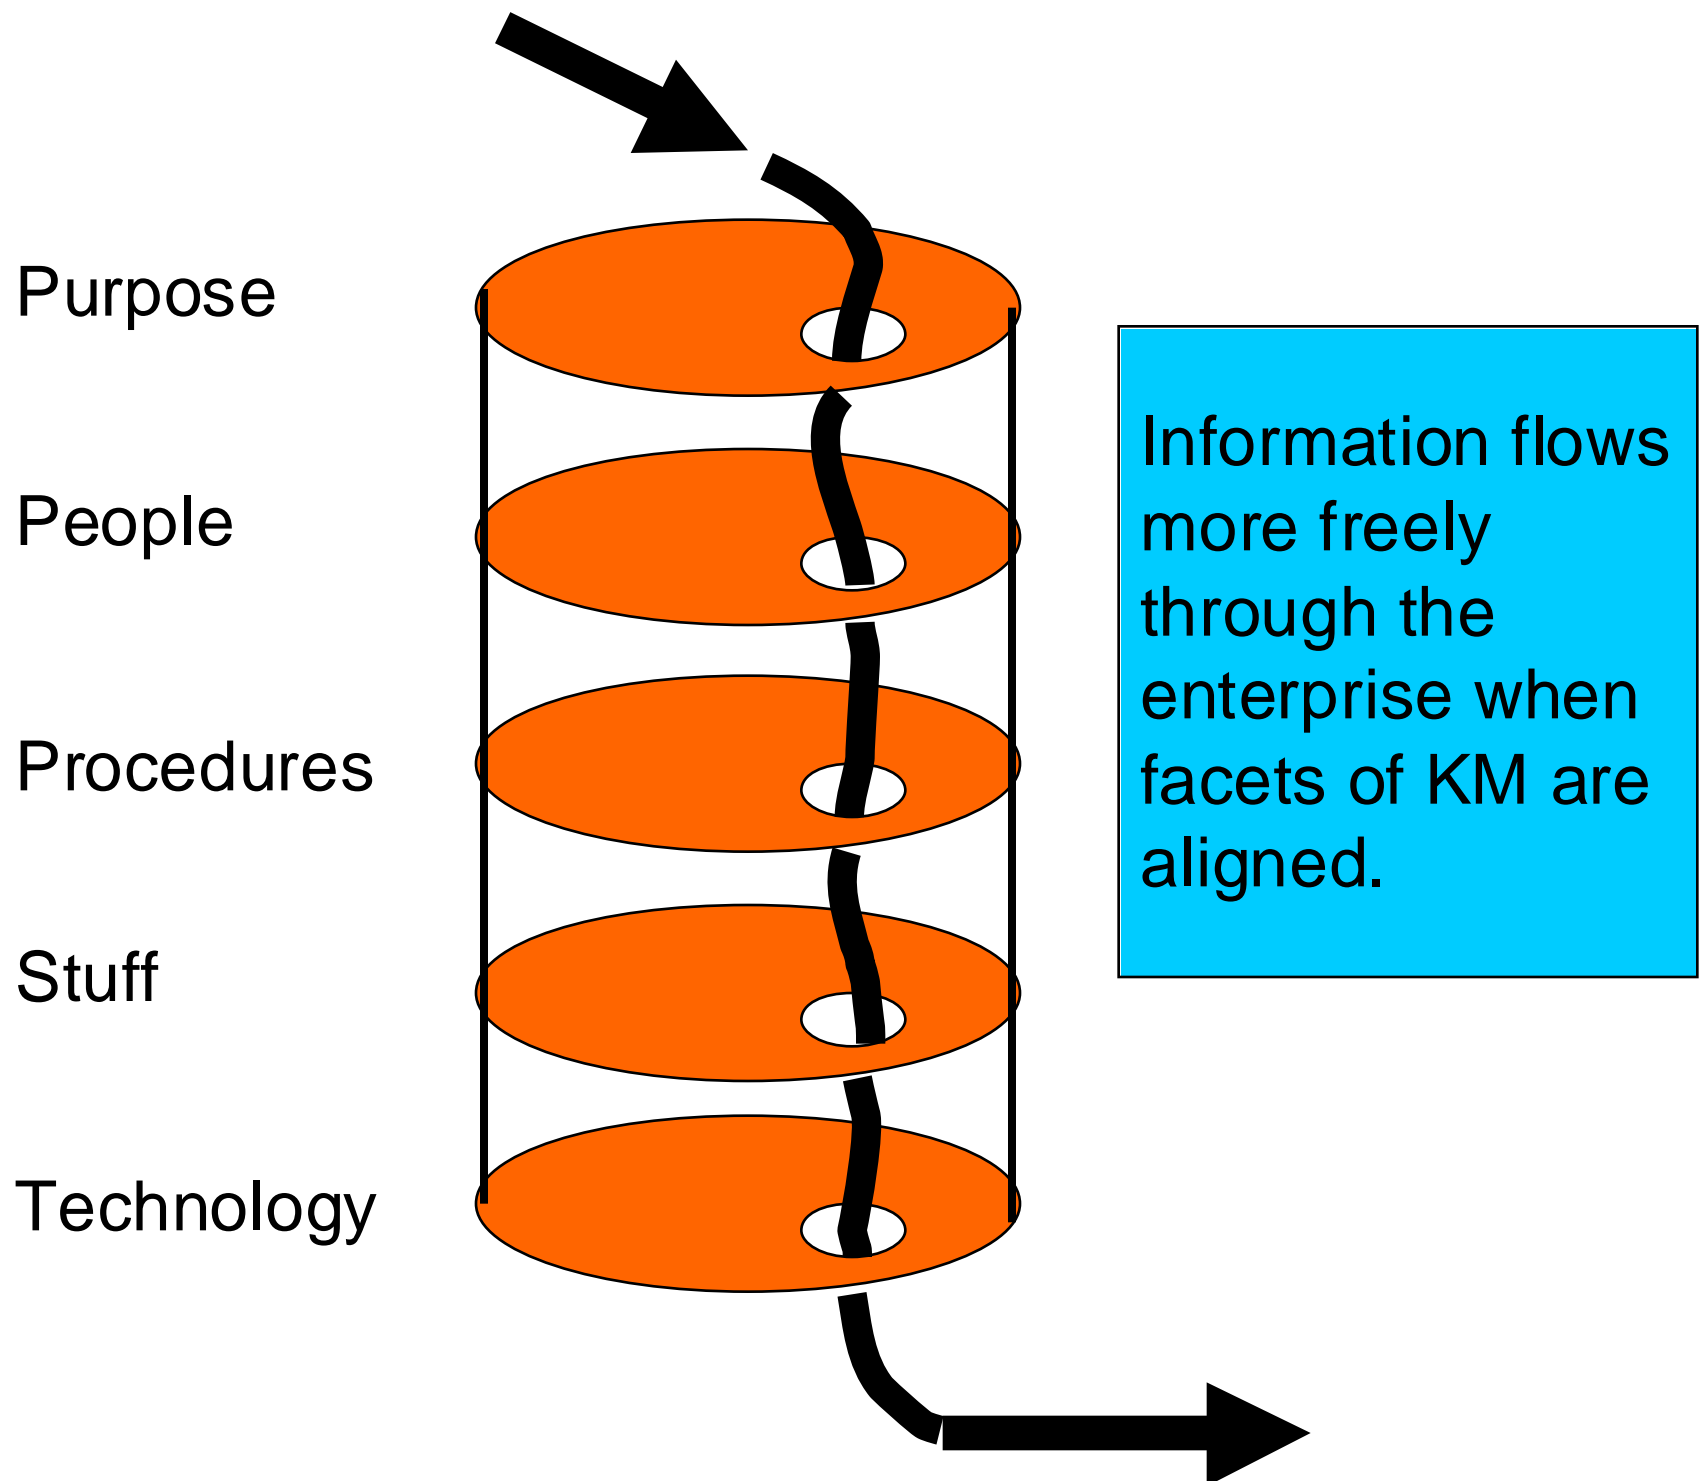 Purpose
People
Procedures
Stuff
Technology
Information flows
more freely
through the
enterprise when
facets of KM are
aligned.